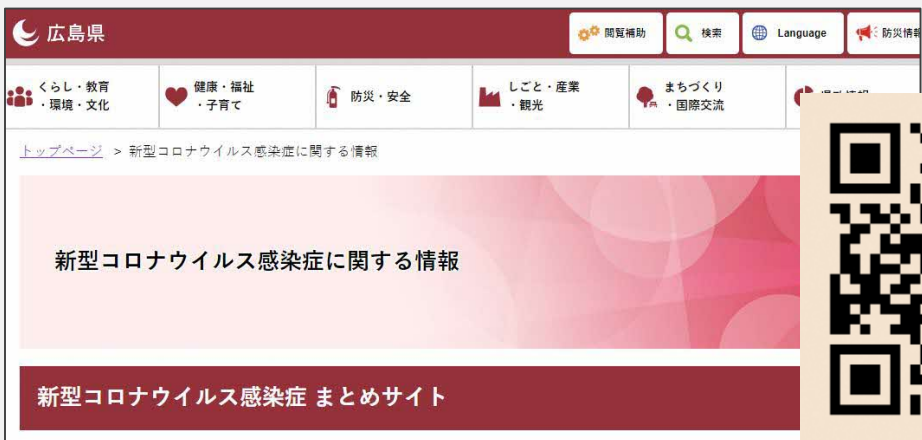 広島県
閲覧補助
検索
Language
防災情報
くらし・教育
・環境・文化
健康・福祉
・子育て
防災・安全
しごと・産業
・観光
まちづくり
・国際交流
トップページ > 新型コロナウイルス感染症に関する情報
新型コロナウイルス感染症に関する情報
新型コロナウイルス感染症 まとめサイト